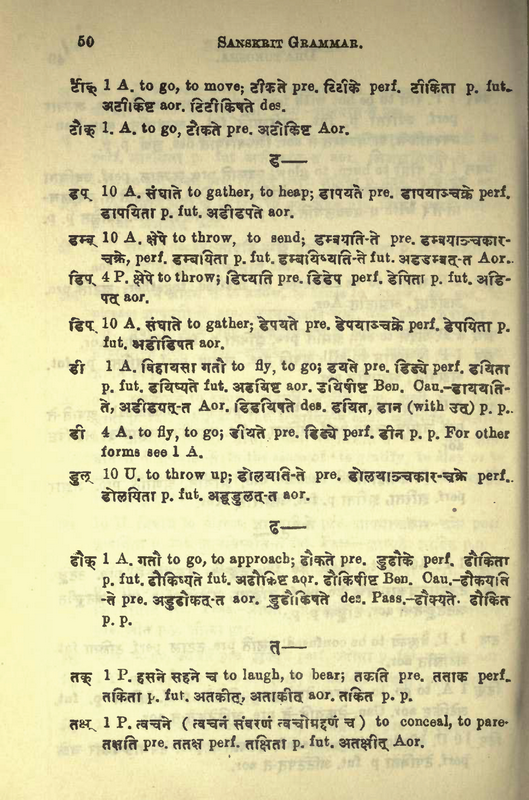 50 SANSKRIT GRAMMAR.
टीक् 1 A. to go, to move; टीकते pre. टिटीके perf. टीकिता p. fut.
अटीकिष्ट aor. टिटीकिषते des.
टौक् 1. A. to go, टौकते pre. अटौकिष्ट Aor.
ड—
डप् 10 A. संघाते to gather, to heap; डापयते pre. डापयाञ्चक्रे perf.
डापयिता p. fut. अडीडपते aor.
डम्ब् 10 A. क्षेपे to throw, to send; डम्बयति-ते pre. डम्बयाञ्चकार-
चक्रे, perf. डम्बयिता p. fut. डम्बयिष्यति-ते fut. अडडम्बत्-त Aor.
डिप् 4 P. क्षेपे to throw; डिप्यति pre. डिडेप perf. डेपिता p. fut. अडि-
पत् aor.
डिप् 10 A. संघाते to gather; डेपयते pre. डेपयाञ्चक्रे perf. डेपयिता p.
fut. अडीडिपत aor.
डी 1 A. विहायसा गतौ to fly, to go; डयते pre. डिड्ये perf. डयिता
p. fut. डयिष्यते fut. अडयिष्ट aor. डयिषीष्ट Ben. Cau.-डाययति-
ते, अडीडयत्-त Aor. डिडयिषते des. डयित, डीन (with उद्) p. p.
डी 4 A. to fly, to go; डीयते pre. डिड्ये perf. डीन p. p. For other
forms see 1 A.
डुल् 10 U. to throw up; डोलयति-ते pre. डोलयाञ्चकार-चक्रे perf.
डोलयिता p. fut. अडूडुलत्-त aor.
ढ—
ढौक् 1 A. गतौ to go, to approach; ढौकते pre. डुढौके perf. ढौकिता
p. fut. ढौकिष्यते fut. अढौकिष्ट aor. ढौकिषीष्ट Ben. Cau.-ढौकयति
-ते pre. अडुढौकत्-त aor. डुढौकिषते des. Pass.-ढौक्यते. ढौकित
p. p.
त—
तक् 1 P. हसने सहने च to laugh, to bear; तकति pre. तताक perf.
तकिता p. fut. अतकीत्, अताकीत् aor. तकित p. p.
तक्ष् 1 P. त्वचने ( त्वचनं संवरणं त्वचोग्रहणं च ) to conceal, to pare-
तक्षति pre. ततक्ष perf. तक्षिता p. fut. अतक्षीत् Aor.